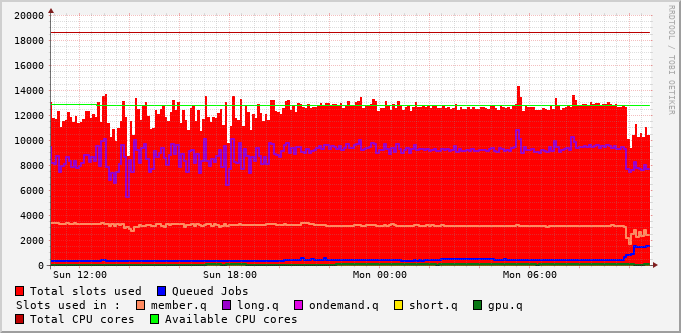 20000
18000
16000
14000
12000
10000
8000
6000
4000
2000
0
Sun 12:00 Sun 18:00 Mon 00:00 Mon 06:00
RRDTOOL / TOBI OETIKER
Total slots used Queued Jobs
Slots used in : member.q long.q ondemand.q short.q gpu.q
Total CPU cores Available CPU cores